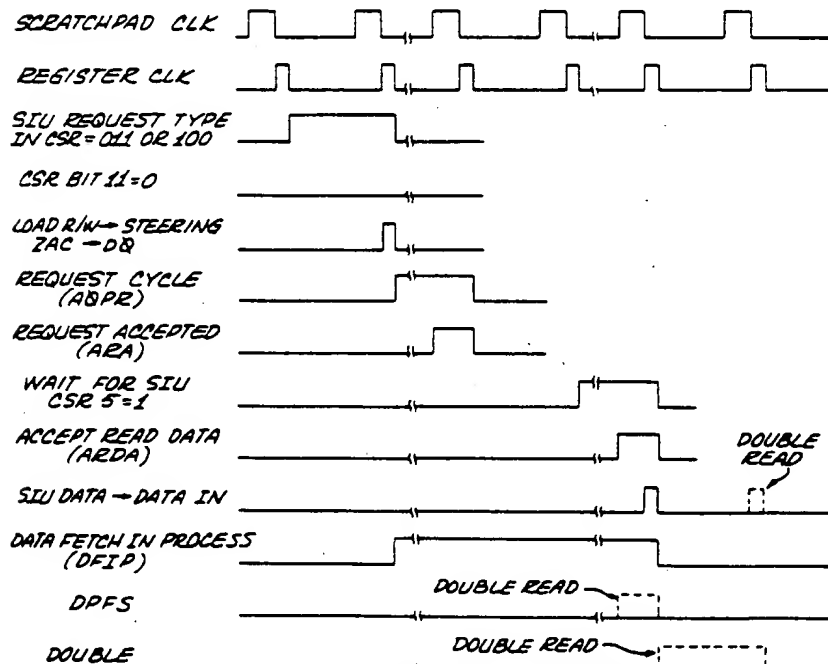 SCRATCHPAD CLK
REGISTER CLK
SIU REQUEST TYPE
IN CSR=011 OR 100
CSR BIT 11=0
LOAD R/W→STEERING
ZAC→DQ
REQUEST CYCLE
(AOPR)
REQUEST ACCEPTED
(ARA)
WAIT FOR SIU
CSR 5=1
ACCEPT READ DATA
(ARDA)
DOUBLE
READ
SIU DATA→DATA IN
DATA FETCH IN PROCESS
(DFIP)
DOUBLE READ
DPFS
DOUBLE READ
DOUBLE